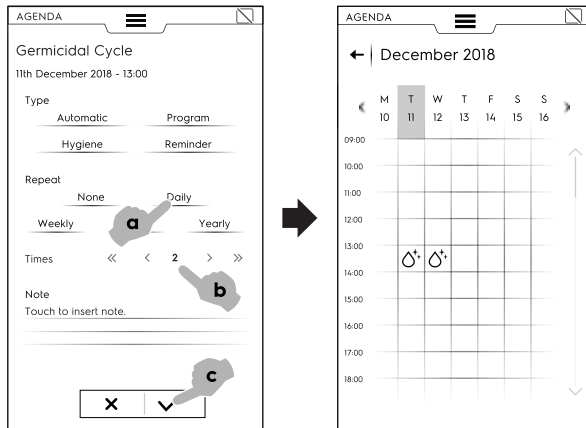 AGENDA
Germicidal Cycle
11th December 2018 - 13:00
Type
Automatic Program
Hygiene Reminder
Repeat
None Daily
Weekly Yearly
a
Times « < 2 > »
b
Note
Touch to insert note.
c
AGENDA
December 2018
M T W T F S S
10 11 12 13 14 15 16
09:00
10:00
11:00
12:00
13:00
14:00
15:00
16:00
17:00
18:00